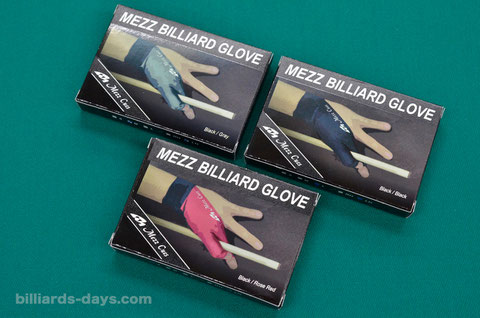 MEZZ BILLIARD GLOVE
Mezz Cues
Black / Gray
MEZZ BILLIARD GLOVE
Mezz Cues
Black / Black
MEZZ BILLIARD GLOVE
Mezz Cues
Black / Rose Red
billiards-days.com